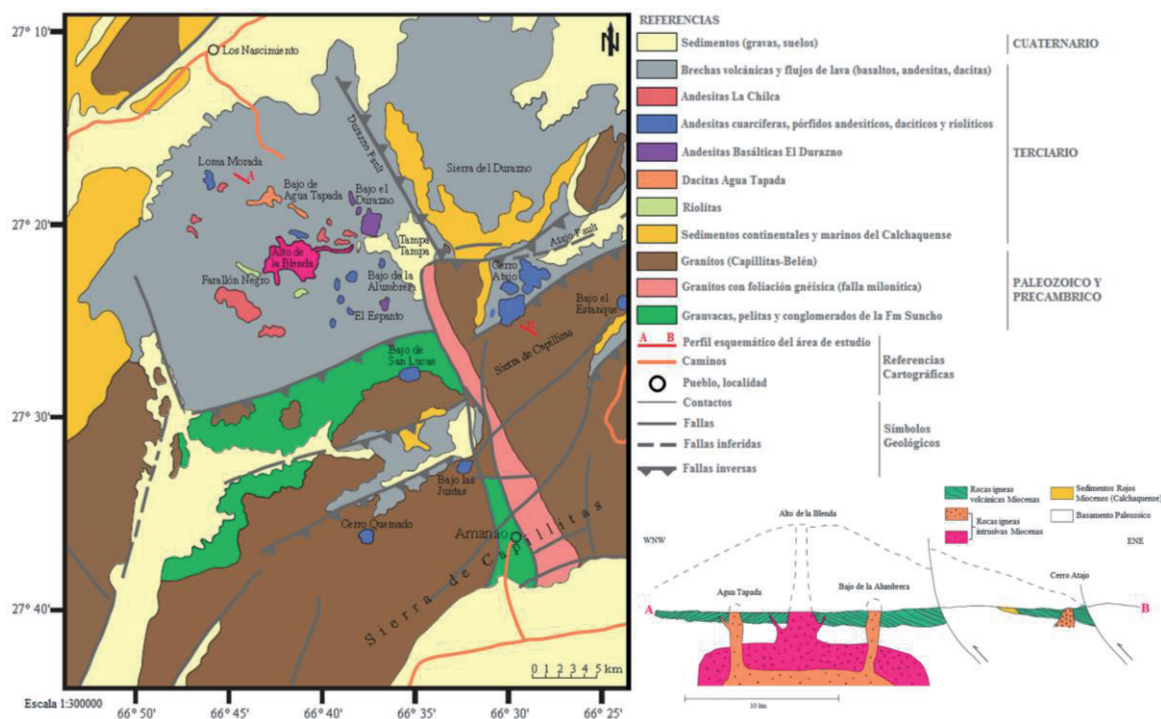 27° 10'
27° 20'
27° 30'
27° 40'
Escala 1:300000
66° 50'
66° 45'
66° 40'
66° 35'
66° 30'
66° 25'
N
Los Nascimiento
Durazno Fault
Loma Morada
A
Bajo de
Agua Tapada
Bajo el
Durazno
Sierra del Durazno
Alto de
la Blenda
Tampa
Tampa
Atajo Fault
Farallón Negro
Bajo de la
Alumbrera
Cerro
Atajo
El Espanto
Bajo el
Estanque
B
Sierra de Capillitas
Bajo de
San Lucas
Bajo las
Juntas
Cerro Quemado
Amanao
Sierra de Capillitas
0 1 2 3 4 5 km
REFERENCIAS
Sedimentos (gravas, suelos)
CUATERNARIO
Brechas volcánicas y flujos de lava (basaltos, andesitas, dacitas)
Andesitas La Chilca
Andesitas cuarcíferas, pórfidos andesíticos, dacíticos y riolíticos
TERCIARIO
Andesitas Basálticas El Durazno
Dacitas Agua Tapada
Riolitas
Sedimentos continentales y marinos del Calchaquense
Granitos (Capillitas-Belén)
Granitos con foliación gnéisica (falla milonítica)
PALEOZOICO Y
PRECAMBRICO
Grauvacas, pelitas y conglomerados de la Fm Suncho
A B Perfil esquemático del área de estudio
Caminos
Referencias
Cartográficas
Pueblo, localidad
Contactos
Fallas
Símbolos
Geológicos
Fallas inferidas
Fallas inversas
Rocas ígneas
volcánicas Miocenas
Sedimentos Rojos
Miocenos (Calchaquense)
Rocas ígneas
intrusivas Miocenas
Basamento Paleozoico
Alto de la Blenda
WNW
ENE
Agua Tapada
Bajo de la Alumbrera
Cerro Atajo
A
B
10 km